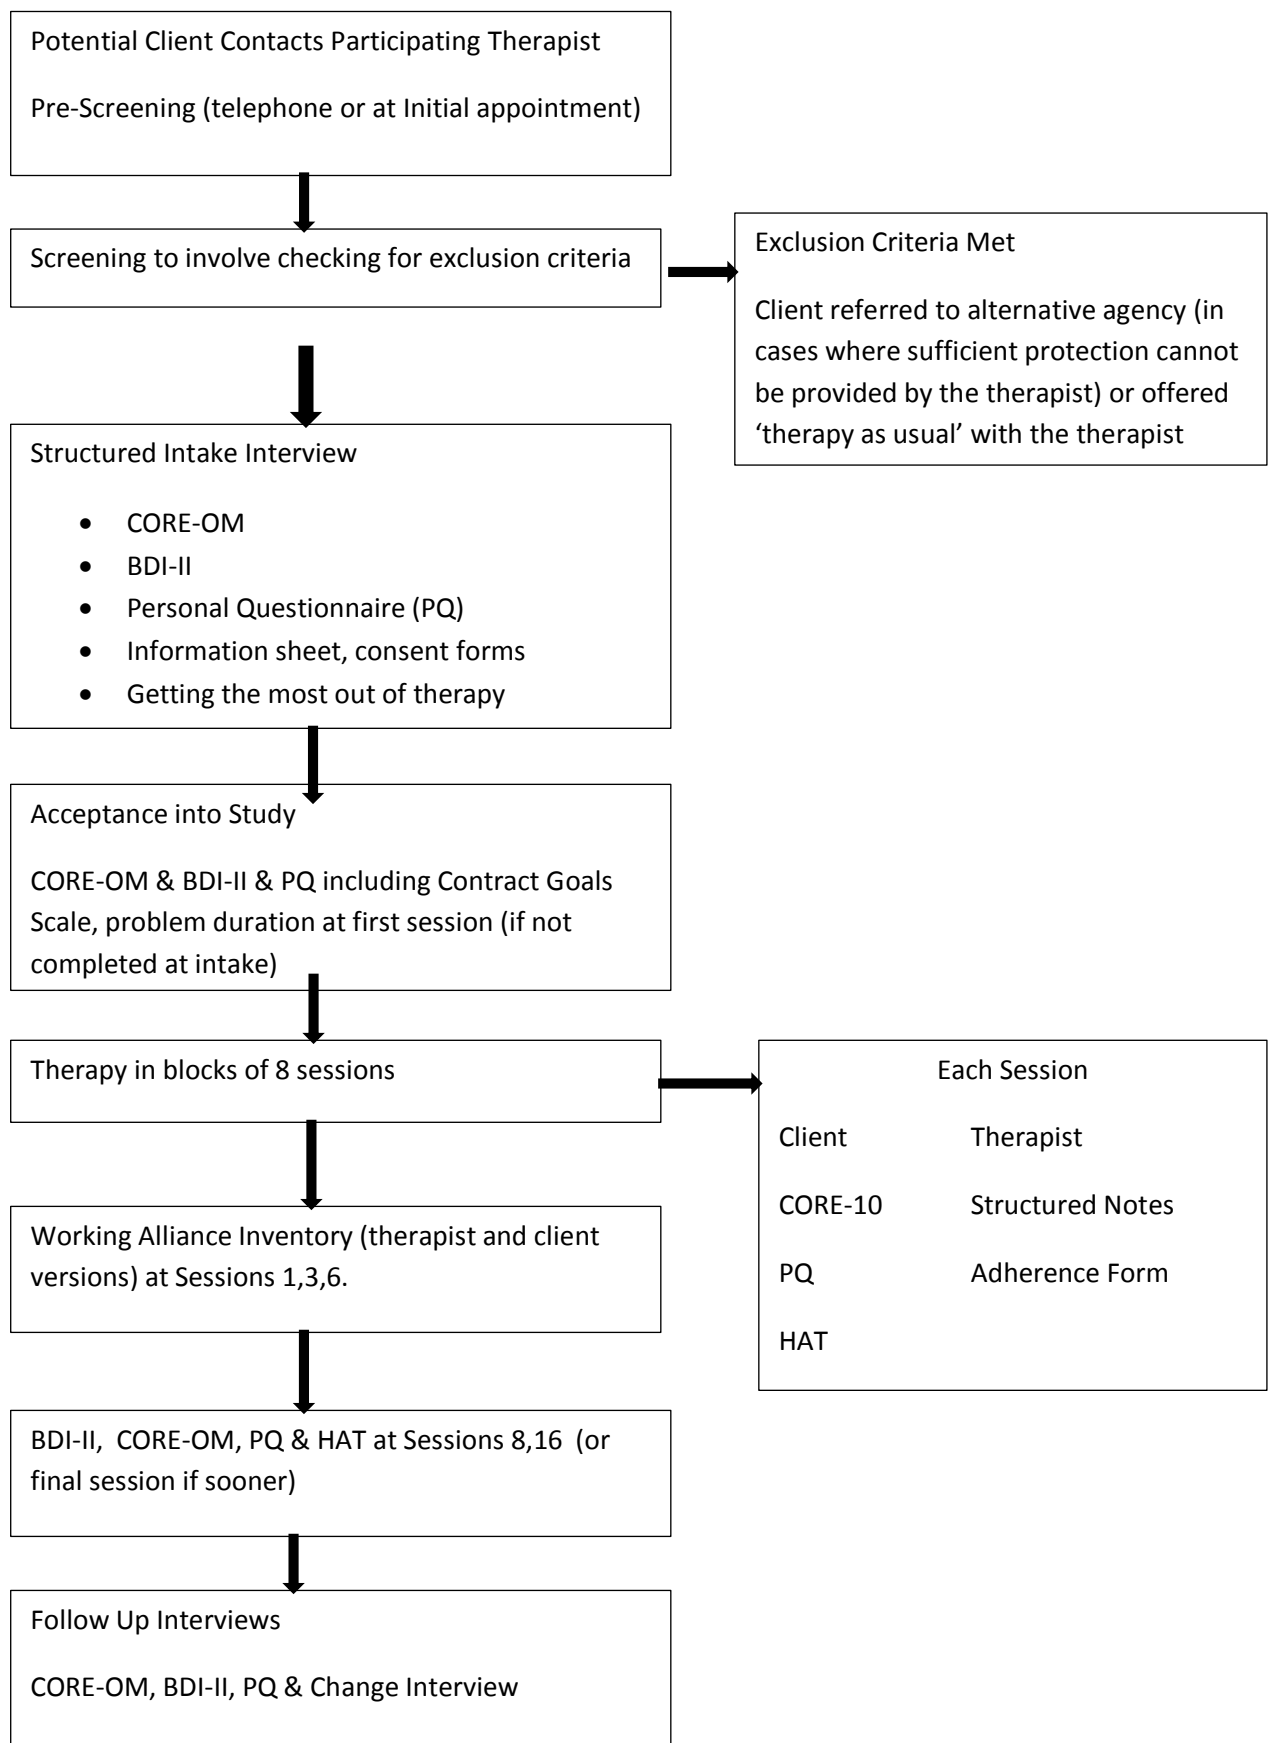 Potential Client Contacts Participating Therapist
Pre-Screening (telephone or at Initial appointment)
Screening to involve checking for exclusion criteria
Exclusion Criteria Met
Client referred to alternative agency (in
cases where sufficient protection cannot
be provided by the therapist) or offered
‘therapy as usual’ with the therapist
Structured Intake Interview
• CORE-OM
• BDI-II
• Personal Questionnaire (PQ)
• Information sheet, consent forms
• Getting the most out of therapy
Acceptance into Study
CORE-OM & BDI-II & PQ including Contract Goals
Scale, problem duration at first session (if not
completed at intake)
Therapy in blocks of 8 sessions
Each Session
Client Therapist
CORE-10 Structured Notes
PQ Adherence Form
HAT
Working Alliance Inventory (therapist and client
versions) at Sessions 1,3,6.
BDI-II, CORE-OM, PQ & HAT at Sessions 8,16 (or
final session if sooner)
Follow Up Interviews
CORE-OM, BDI-II, PQ & Change Interview